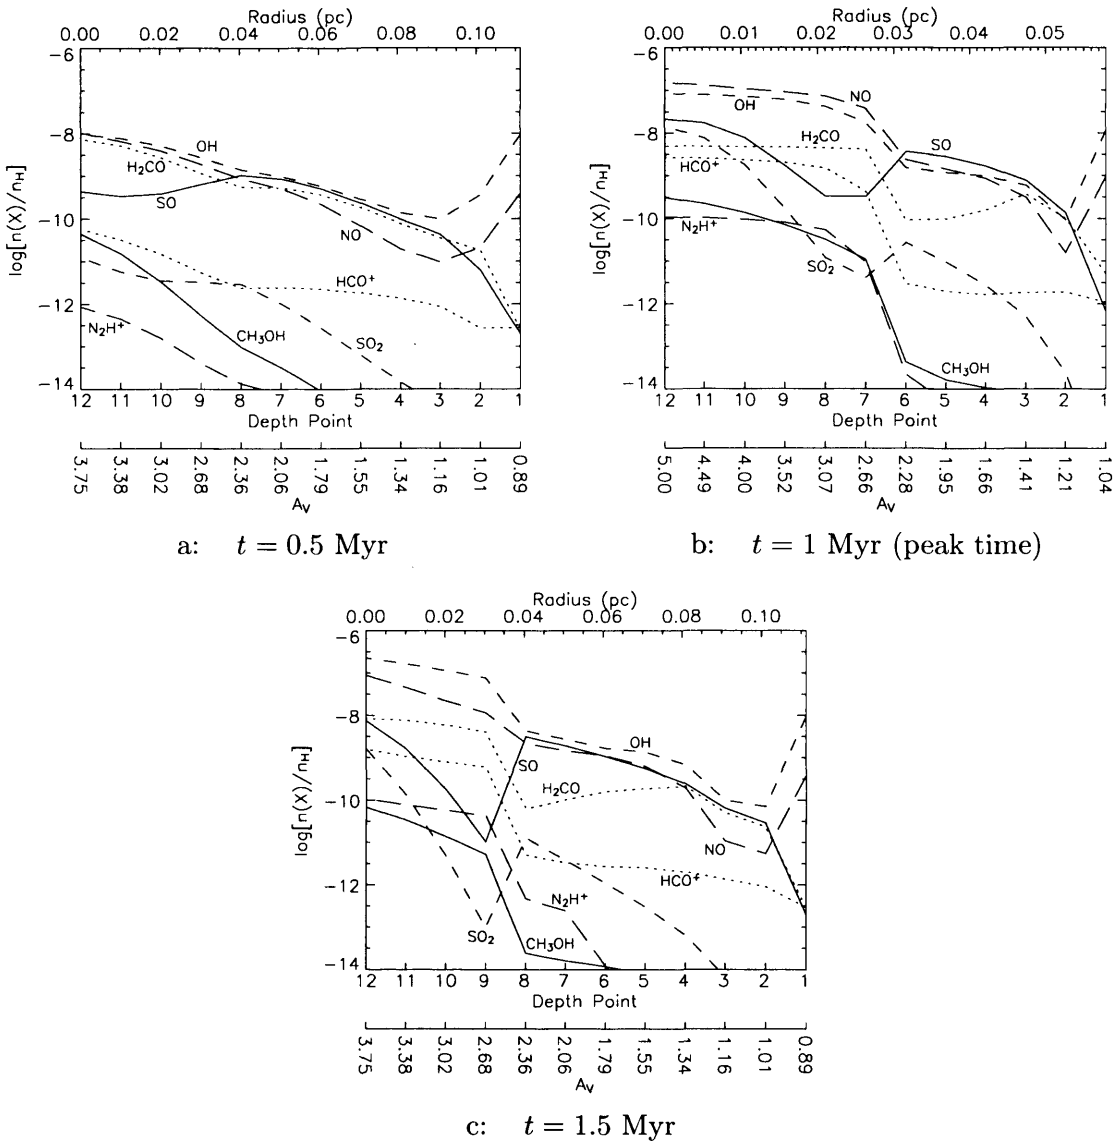 Radius (pc)
0.00 0.02 0.04 0.06 0.08 0.10
-6
-8
-10
-12
-14
log[n(X)/n_H]
OH
H₂CO
SO
NO
HCO⁺
N₂H⁺
CH₃OH
SO₂
12 11 10 9 8 7 6 5 4 3 2 1
Depth Point
3.75 3.38 3.02 2.68 2.36 2.06 1.79 1.55 1.34 1.16 1.01 0.89
A_V
a: t = 0.5 Myr
Radius (pc)
0.00 0.01 0.02 0.03 0.04 0.05
-6
-8
-10
-12
-14
log[n(X)/n_H]
NO
OH
H₂CO
SO
HCO⁺
N₂H⁺
SO₂
CH₃OH
12 11 10 9 8 7 6 5 4 3 2 1
Depth Point
5.00 4.49 4.00 3.52 3.07 2.66 2.28 1.95 1.66 1.41 1.21 1.04
A_V
b: t = 1 Myr (peak time)
Radius (pc)
0.00 0.02 0.04 0.06 0.08 0.10
-6
-8
-10
-12
-14
log[n(X)/n_H]
OH
SO
H₂CO
NO
HCO⁺
N₂H⁺
SO₂
CH₃OH
12 11 10 9 8 7 6 5 4 3 2 1
Depth Point
3.75 3.38 3.02 2.68 2.36 2.06 1.79 1.55 1.34 1.16 1.01 0.89
A_V
c: t = 1.5 Myr